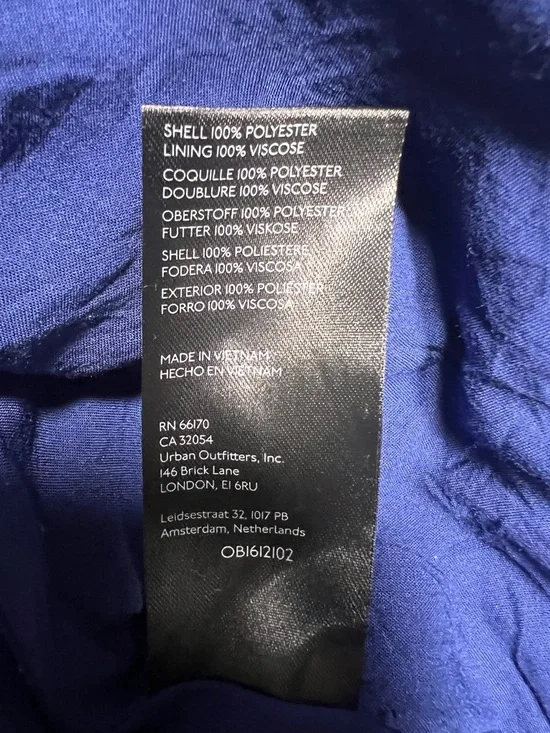 SHELL 100% POLYESTER
LINING 100% VISCOSE
COQUILLE 100% POLYESTER
DOUBLURE 100% VISCOSE
OBERSTOFF 100% POLYESTER
FUTTER 100% VISKOSE
SHELL 100% POLIESTERE
FODERA 100% VISCOSA
EXTERIOR 100% POLIESTER
FORRO 100% VISCOSA
MADE IN VIETNAM
HECHO EN VIETNAM
RN 66170
CA 32054
Urban Outfitters, Inc.
146 Brick Lane
LONDON, E1 6RU
Leidsestraat 32, 1017 PB
Amsterdam, Netherlands
OB1612102